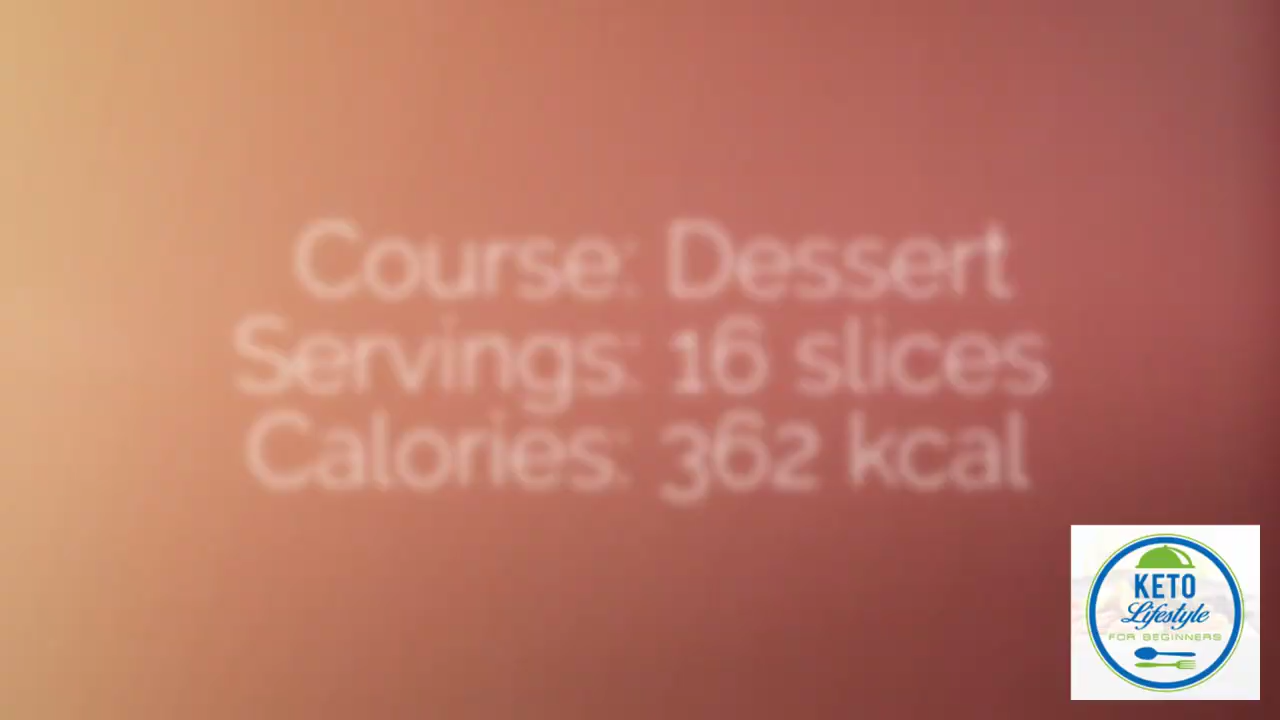 Course: Dessert
Servings: 16 slices
Calories: 362 kcal
KETO
Lifestyle
FOR BEGINNERS